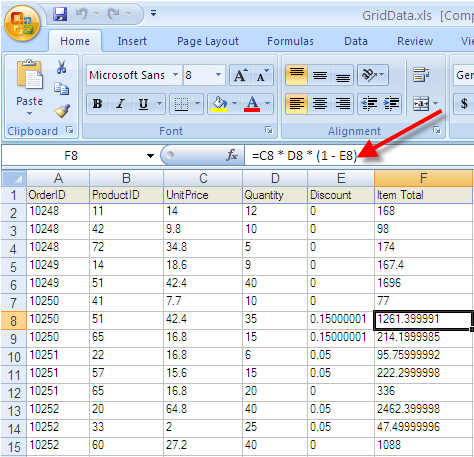 GridData.xls [Comp
Home Insert Page Layout Formulas Data Review
Paste
Microsoft Sans 8 A A Ger
B I U A $
Clipboard Font Alignment
F8 fx =C8 * D8 * (1 - E8)
A B C D E F
1 OrderID ProductID UnitPrice Quantity Discount Item Total
2 10248 11 14 12 0 168
3 10248 42 9.8 10 0 98
4 10248 72 34.8 5 0 174
5 10249 14 18.6 9 0 167.4
6 10249 51 42.4 40 0 1696
7 10250 41 7.7 10 0 77
8 10250 51 42.4 35 0.15000001 1261.399991
9 10250 65 16.8 15 0.15000001 214.1999985
10 10251 22 16.8 6 0.05 95.75999992
11 10251 57 15.6 15 0.05 222.2999998
12 10251 65 16.8 20 0 336
13 10252 20 64.8 40 0.05 2462.399998
14 10252 33 2 25 0.05 47.49999996
15 10252 60 27.2 40 0 1088